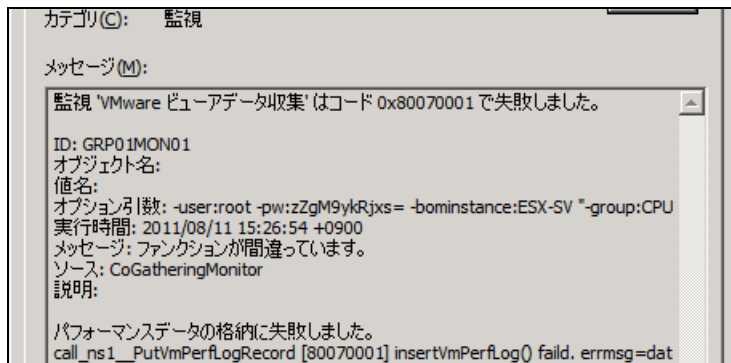 カテゴリ(C): 監視
メッセージ(M):
監視 'VMware ビューアデータ収集' はコード 0x80070001 で失敗しました。
ID: GRP01MON01
オブジェクト名:
値名:
オプション引数: -user:root -pw:zZgM9ykRjxs= -bominstance:ESX-SV "-group:CPU
実行時間: 2011/08/11 15:26:54 +0900
メッセージ: ファンクションが間違っています。
ソース: CoGatheringMonitor
説明:
パフォーマンスデータの格納に失敗しました。
call_ns1__PutVmPerfLogRecord [80070001] insertVmPerfLog() faild. errmsg=dat